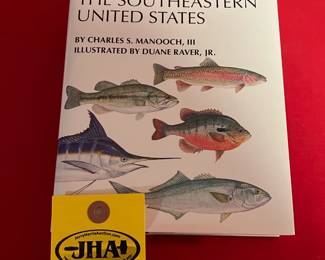 THE SOUTHEASTERN
UNITED STATES
BY CHARLES S. MANOOCH, III
ILLUSTRATED BY DUANE RAVER, JR.
JHA